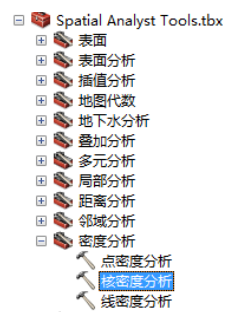 Spatial Analyst Tools.tbx
表面
表面分析
插值分析
地图代数
地下水分析
叠加分析
多元分析
局部分析
距离分析
邻域分析
密度分析
点密度分析
核密度分析
线密度分析